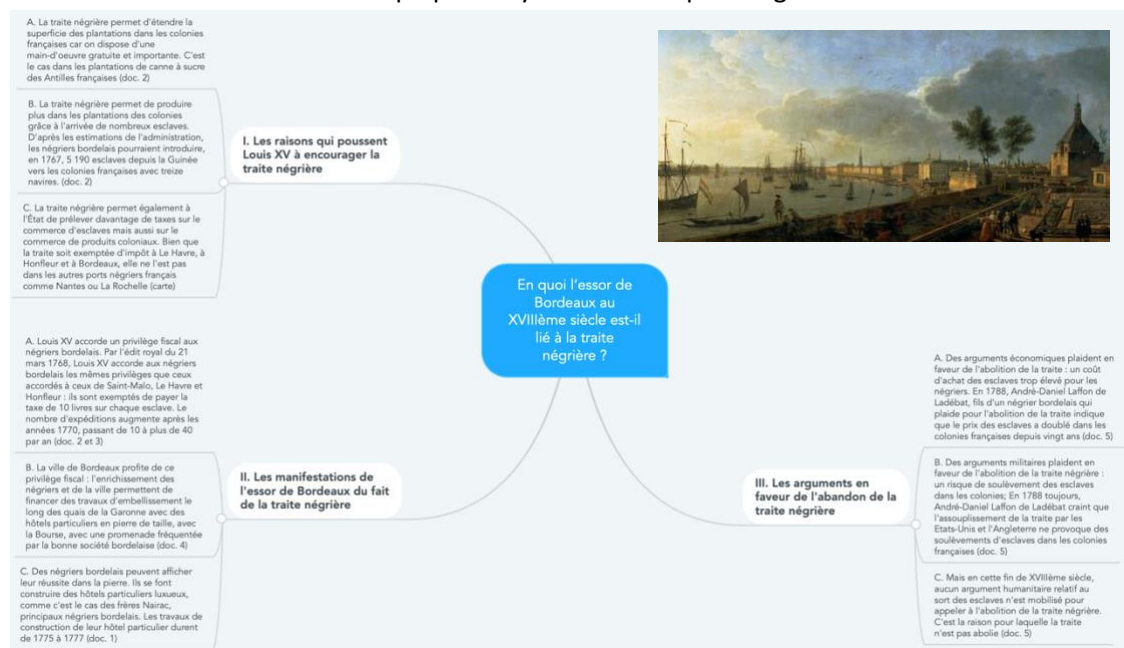 A. La traite négrière permet d'étendre la
superficie des plantations dans les colonies
françaises car on dispose d'une
main-d'oeuvre gratuite et importante. C'est
le cas dans les plantations de canne à sucre
des Antilles françaises (doc. 2)
B. La traite négrière permet de produire
plus dans les plantations des colonies
grâce à l'arrivée de nombreux esclaves.
D'après les estimations de l'administration,
les négriers bordelais pourraient introduire,
en 1767, 5 190 esclaves depuis la Guinée
vers les colonies françaises avec treize
navires. (doc. 2)
C. La traite négrière permet également à
l'État de prélever davantage de taxes sur le
commerce d'esclaves mais aussi sur le
commerce de produits coloniaux. Bien que
la traite soit exemptée d'impôt à Le Havre, à
Honfleur et à Bordeaux, elle ne l'est pas
dans les autres ports négriers français
comme Nantes ou La Rochelle (carte)
I. Les raisons qui poussent
Louis XV à encourager la
traite négrière
En quoi l'essor de
Bordeaux au
XVIIIème siècle est-il
lié à la traite
négrière ?
A. Louis XV accorde un privilège fiscal aux
négriers bordelais. Par l'édit royal du 21
mars 1768, Louis XV accorde aux négriers
bordelais les mêmes privilèges que ceux
accordés à ceux de Saint-Malo, Le Havre et
Honfleur : ils sont exemptés de payer la
taxe de 10 livres sur chaque esclave. Le
nombre d'expéditions augmente après les
années 1770, passant de 10 à plus de 40
par an (doc. 2 et 3)
B. La ville de Bordeaux profite de ce
privilège fiscal : l'enrichissement des
négriers et de la ville permettent de
financer des travaux d'embellissement le
long des quais de la Garonne avec des
hôtels particuliers en pierre de taille, avec
la Bourse, avec une promenade fréquentée
par la bonne société bordelaise (doc. 4)
C. Des négriers bordelais peuvent afficher
leur réussite dans la pierre. Ils se font
construire des hôtels particuliers luxueux,
comme c'est le cas des frères Nairac,
principaux négriers bordelais. Les travaux de
construction de leur hôtel particulier durent
de 1775 à 1777 (doc. 1)
II. Les manifestations de
l'essor de Bordeaux du fait
de la traite négrière
III. Les arguments en
faveur de l'abandon de la
traite négrière
A. Des arguments économiques plaident en
faveur de l'abolition de la traite : un coût
d'achat des esclaves trop élevé pour les
négriers. En 1788, André-Daniel Laffon de
Ladébat, fils d'un négrier bordelais qui
plaide pour l'abolition de la traite indique
que le prix des esclaves a doublé dans les
colonies françaises depuis vingt ans (doc. 5)
B. Des arguments militaires plaident en
faveur de l'abolition de la traite négrière :
un risque de soulèvement des esclaves
dans les colonies; En 1788 toujours,
André-Daniel Laffon de Ladébat craint que
l'assouplissement de la traite par les
Etats-Unis et l'Angleterre ne provoque des
soulèvements d'esclaves dans les colonies
françaises (doc. 5)
C. Mais en cette fin de XVIIIème siècle,
aucun argument humanitaire relatif au
sort des esclaves n'est mobilisé pour
appeler à l'abolition de la traite négrière.
C'est la raison pour laquelle la traite
n'est pas abolie (doc. 5)